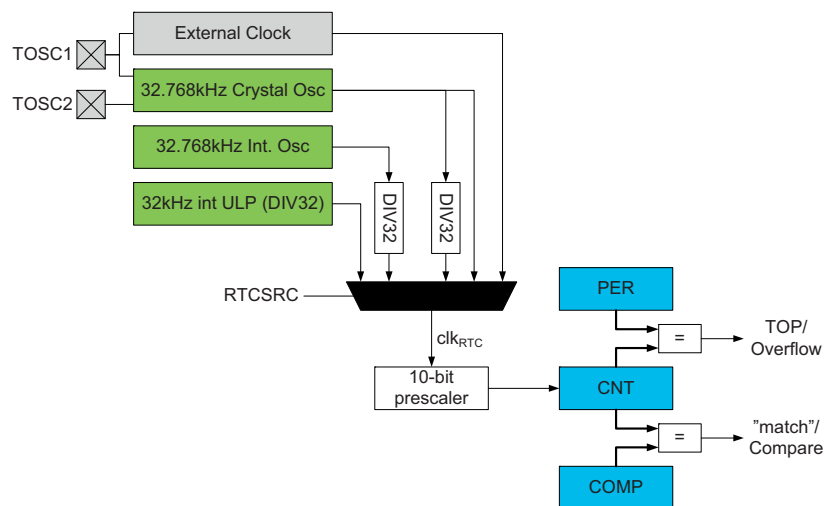 External Clock
TOSC1
32.768kHz Crystal Osc
TOSC2
32.768kHz Int. Osc
32kHz int ULP (DIV32)
DIV32
DIV32
RTCSRC
PER
clkRTC
=
TOP/
Overflow
10-bit
prescaler
CNT
=
"match"/
Compare
COMP